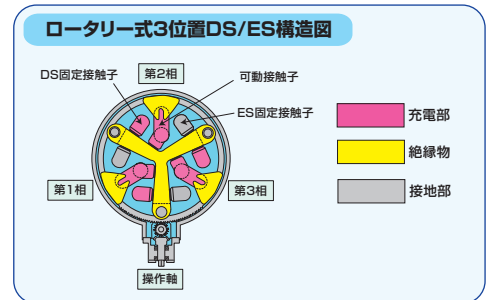 ロータリー式3位置DS/ES構造図
DS固定接触子
第2相
可動接触子
ES固定接触子
充電部
絶縁物
接地部
第1相
第3相
操作軸